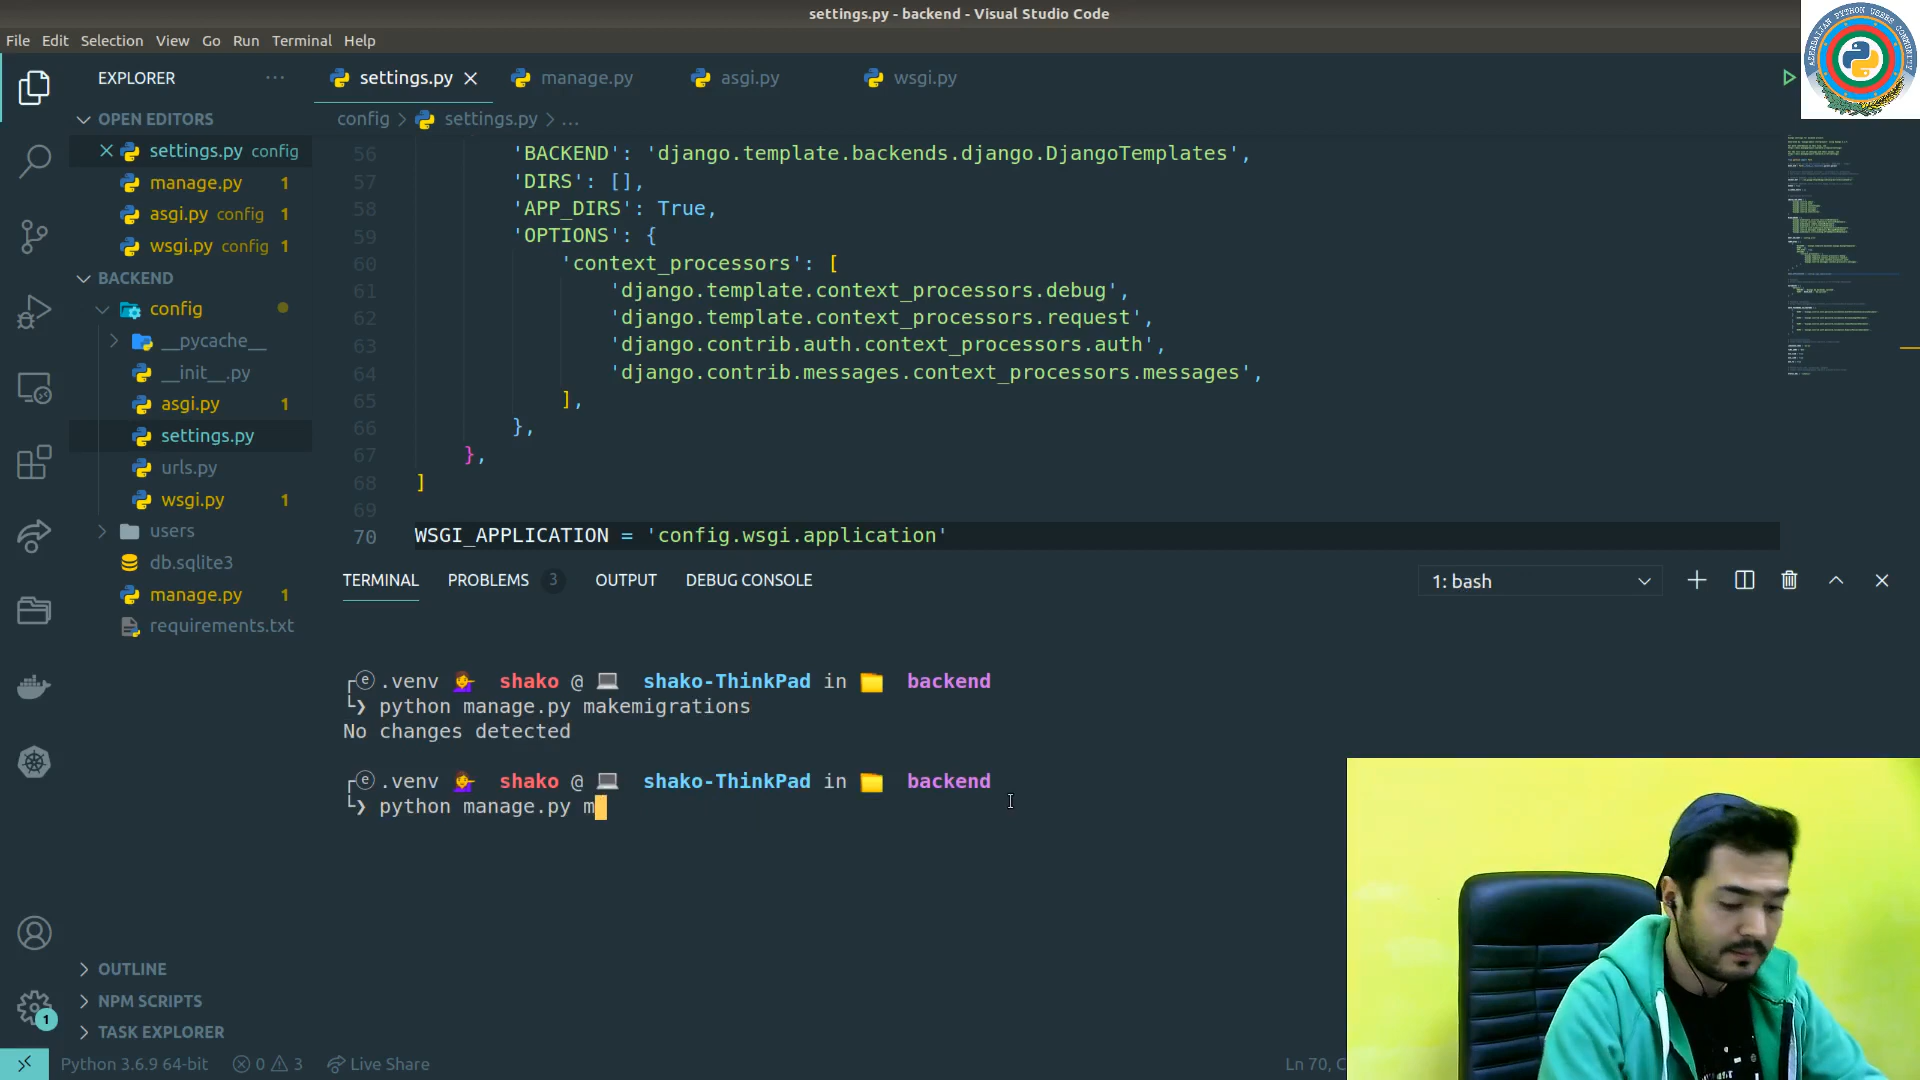 settings.py - backend - Visual Studio Code
File Edit Selection View Go Run Terminal Help
AZERBAIJAN PYTHON USERS COMMUNITY
EXPLORER ...
settings.py
manage.py
asgi.py
wsgi.py
OPEN EDITORS
config > settings.py > ...
settings.py config
manage.py 1
asgi.py config 1
wsgi.py config 1
BACKEND
config
__pycache__
__init__.py
asgi.py 1
settings.py
urls.py
wsgi.py 1
users
db.sqlite3
manage.py 1
requirements.txt
56 'BACKEND': 'django.template.backends.django.DjangoTemplates',
57 'DIRS': [],
58 'APP_DIRS': True,
59 'OPTIONS': {
60 'context_processors': [
61 'django.template.context_processors.debug',
62 'django.template.context_processors.request',
63 'django.contrib.auth.context_processors.auth',
64 'django.contrib.messages.context_processors.messages',
65 ],
66 },
67 },
68 ]
69
70 WSGI_APPLICATION = 'config.wsgi.application'
TERMINAL PROBLEMS 3 OUTPUT DEBUG CONSOLE
1: bash
.venv shako @ shako-ThinkPad in backend
python manage.py makemigrations
No changes detected
.venv shako @ shako-ThinkPad in backend
python manage.py m
OUTLINE
NPM SCRIPTS
TASK EXPLORER
1
Python 3.6.9 64-bit 0 3 Live Share
Ln 70, C